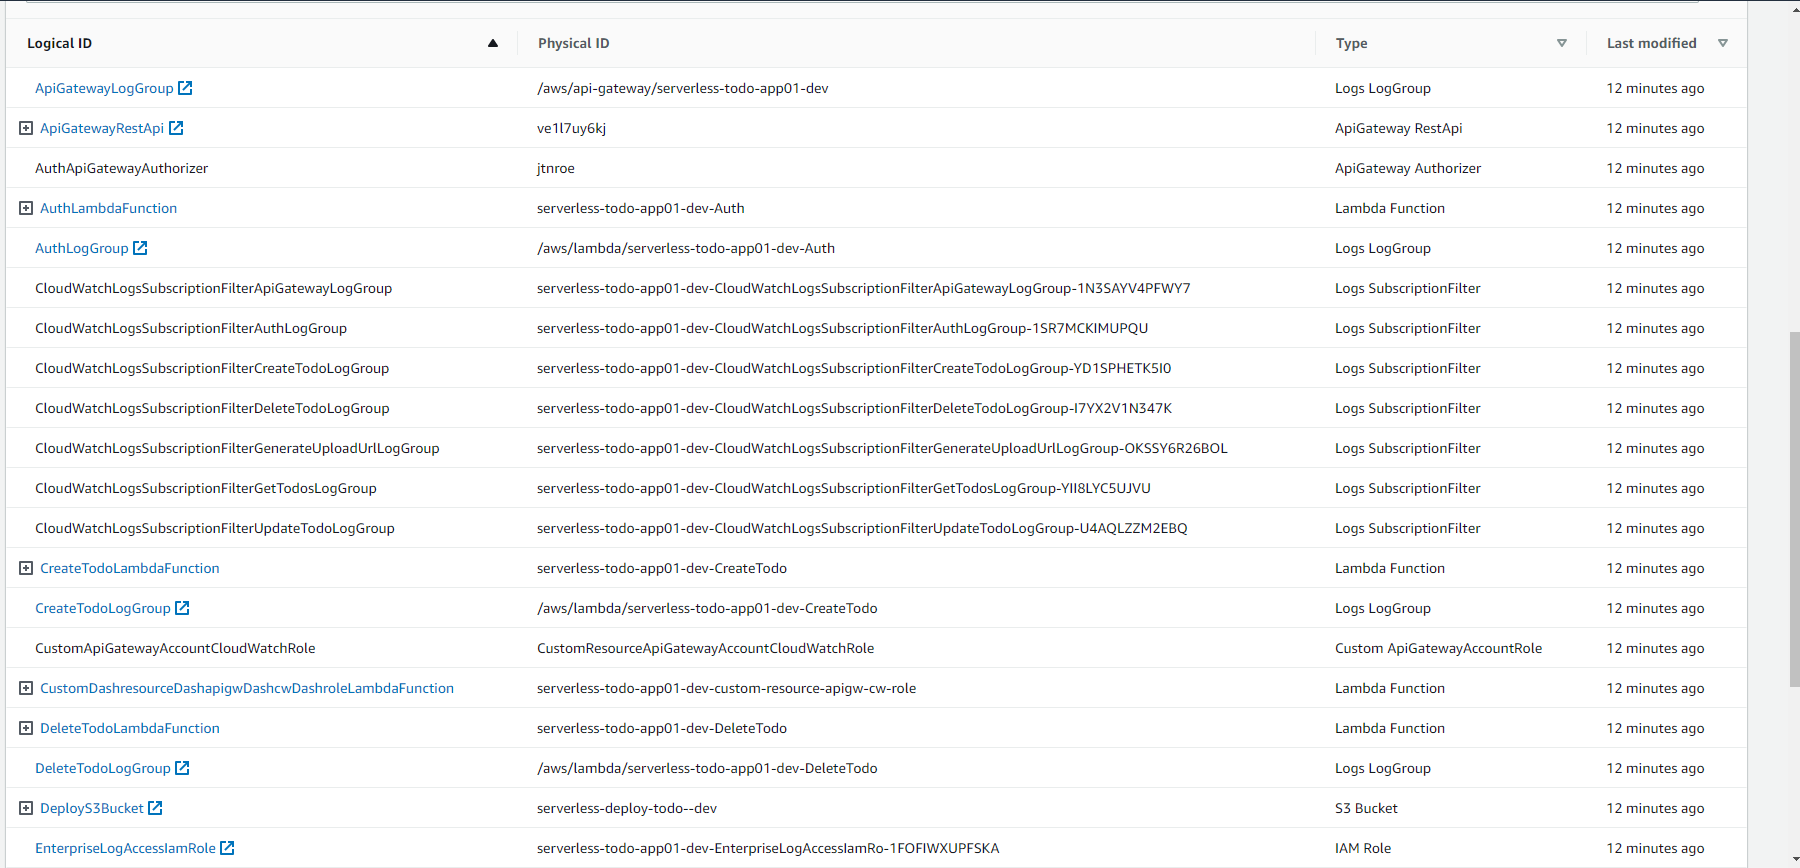 Logical ID Physical ID Type Last modified
ApiGatewayLogGroup /aws/api-gateway/serverless-todo-app01-dev Logs LogGroup 12 minutes ago
ApiGatewayRestApi ve1l7uy6kj ApiGateway RestApi 12 minutes ago
AuthApiGatewayAuthorizer jtnroe ApiGateway Authorizer 12 minutes ago
AuthLambdaFunction serverless-todo-app01-dev-Auth Lambda Function 12 minutes ago
AuthLogGroup /aws/lambda/serverless-todo-app01-dev-Auth Logs LogGroup 12 minutes ago
CloudWatchLogsSubscriptionFilterApiGatewayLogGroup serverless-todo-app01-dev-CloudWatchLogsSubscriptionFilterApiGatewayLogGroup-1N3SAYV4PFWY7 Logs SubscriptionFilter 12 minutes ago
CloudWatchLogsSubscriptionFilterAuthLogGroup serverless-todo-app01-dev-CloudWatchLogsSubscriptionFilterAuthLogGroup-1SR7MCKIMUPQU Logs SubscriptionFilter 12 minutes ago
CloudWatchLogsSubscriptionFilterCreateTodoLogGroup serverless-todo-app01-dev-CloudWatchLogsSubscriptionFilterCreateTodoLogGroup-YD1SPHETK5I0 Logs SubscriptionFilter 12 minutes ago
CloudWatchLogsSubscriptionFilterDeleteTodoLogGroup serverless-todo-app01-dev-CloudWatchLogsSubscriptionFilterDeleteTodoLogGroup-I7YX2V1N347K Logs SubscriptionFilter 12 minutes ago
CloudWatchLogsSubscriptionFilterGenerateUploadUrlLogGroup serverless-todo-app01-dev-CloudWatchLogsSubscriptionFilterGenerateUploadUrlLogGroup-OKSSY6R26BOL Logs SubscriptionFilter 12 minutes ago
CloudWatchLogsSubscriptionFilterGetTodosLogGroup serverless-todo-app01-dev-CloudWatchLogsSubscriptionFilterGetTodosLogGroup-YII8LYC5UJVU Logs SubscriptionFilter 12 minutes ago
CloudWatchLogsSubscriptionFilterUpdateTodoLogGroup serverless-todo-app01-dev-CloudWatchLogsSubscriptionFilterUpdateTodoLogGroup-U4AQLZZM2EBQ Logs SubscriptionFilter 12 minutes ago
CreateTodoLambdaFunction serverless-todo-app01-dev-CreateTodo Lambda Function 12 minutes ago
CreateTodoLogGroup /aws/lambda/serverless-todo-app01-dev-CreateTodo Logs LogGroup 12 minutes ago
CustomApiGatewayAccountCloudWatchRole CustomResourceApiGatewayAccountCloudWatchRole Custom ApiGatewayAccountRole 12 minutes ago
CustomDashresourceDashapigwDashcwDashroleLambdaFunction serverless-todo-app01-dev-custom-resource-apigw-cw-role Lambda Function 12 minutes ago
DeleteTodoLambdaFunction serverless-todo-app01-dev-DeleteTodo Lambda Function 12 minutes ago
DeleteTodoLogGroup /aws/lambda/serverless-todo-app01-dev-DeleteTodo Logs LogGroup 12 minutes ago
DeployS3Bucket serverless-deploy-todo--dev S3 Bucket 12 minutes ago
EnterpriseLogAccessIamRole serverless-todo-app01-dev-EnterpriseLogAccessIamRo-1FOFIWXUPFSKA IAM Role 12 minutes ago